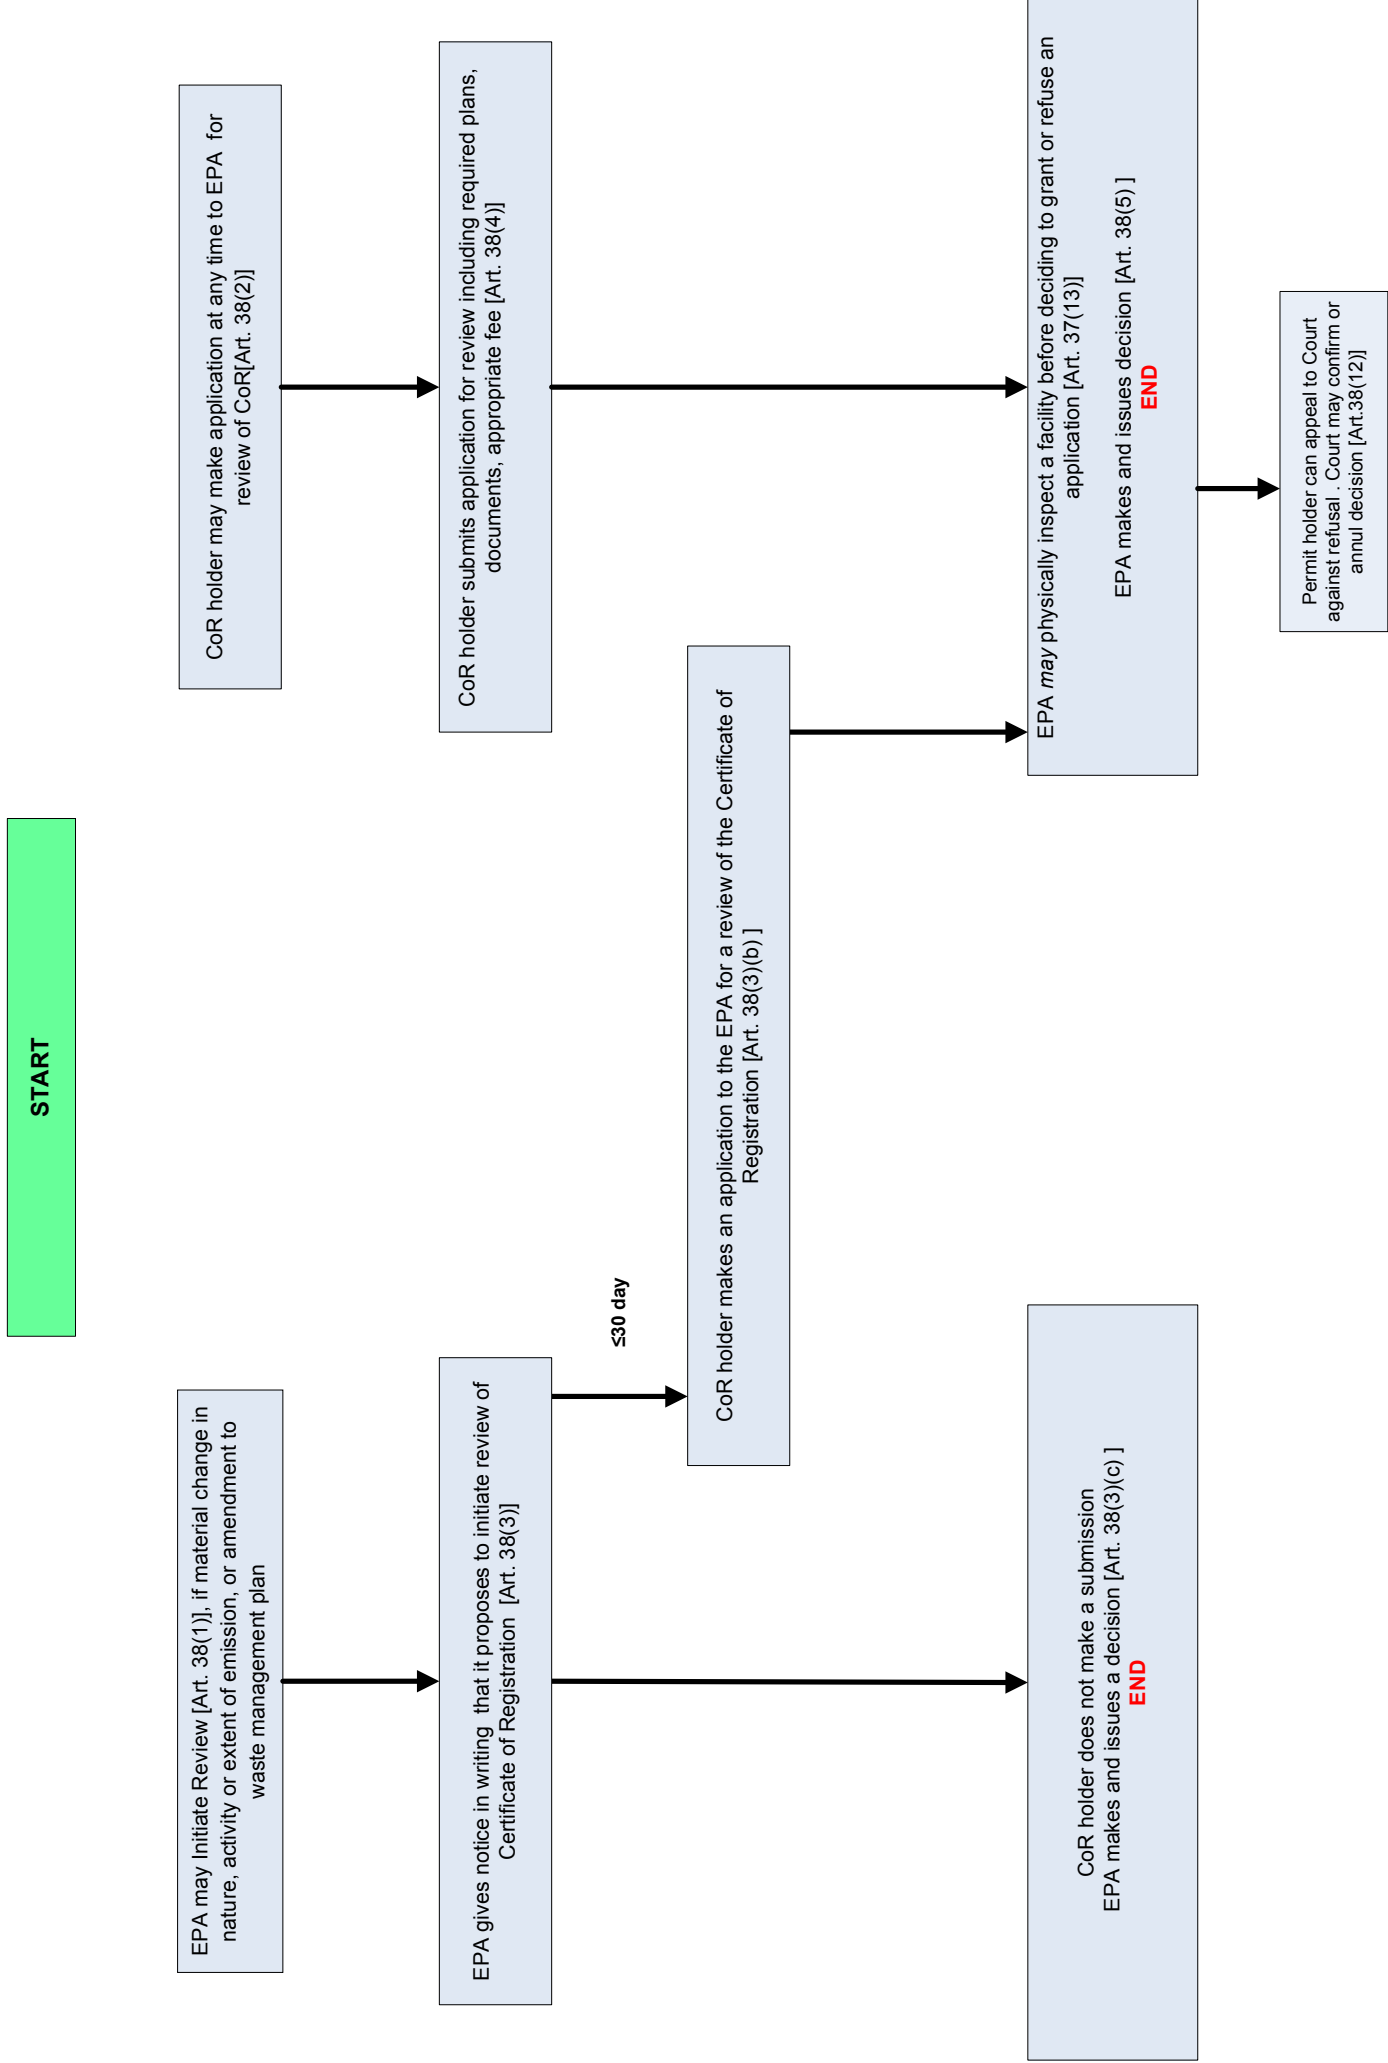 START
EPA may Initiate Review [Art. 38(1)], if material change in
nature, activity or extent of emission, or amendment to
waste management plan
CoR holder may make application at any time to EPA for
review of CoR[Art. 38(2)]
EPA gives notice in writing that it proposes to initiate review of
Certificate of Registration [Art. 38(3)]
CoR holder submits application for review including required plans,
documents, appropriate fee [Art. 38(4)]
≤30 day
CoR holder makes an application to the EPA for a review of the Certificate of
Registration [Art. 38(3)(b) ]
CoR holder does not make a submission
EPA makes and issues a decision [Art. 38(3)(c) ]
END
EPA may physically inspect a facility before deciding to grant or refuse an
application [Art. 37(13)]
EPA makes and issues decision [Art. 38(5) ]
END
Permit holder can appeal to Court
against refusal . Court may confirm or
annul decision [Art.38(12)]